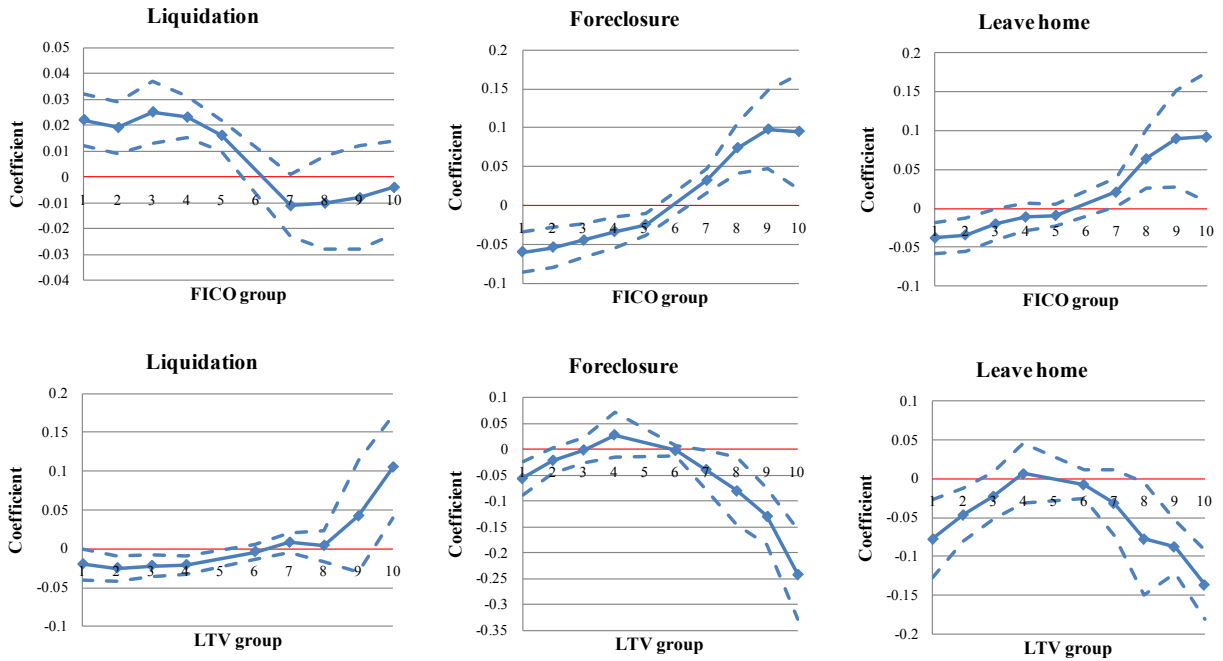 Liquidation
0.05
0.04
0.03
0.02
0.01
0
-0.01
-0.02
-0.03
-0.04
Coefficient
1 2 3 4 5 6 7 8 9 10
FICO group
Foreclosure
0.2
0.15
0.1
0.05
0
-0.05
-0.1
Coefficient
1 2 3 4 5 6 7 8 9 10
FICO group
Leave home
0.2
0.15
0.1
0.05
0
-0.05
-0.1
Coefficient
1 2 3 4 5 6 7 8 9 10
FICO group
Liquidation
0.2
0.15
0.1
0.05
0
-0.05
-0.1
Coefficient
1 2 3 4 5 6 7 8 9 10
LTV group
Foreclosure
0.1
0.05
0
-0.05
-0.1
-0.15
-0.2
-0.25
-0.3
-0.35
Coefficient
1 2 3 4 5 6 7 8 9 10
LTV group
Leave home
0.1
0.05
0
-0.05
-0.1
-0.15
-0.2
Coefficient
1 2 3 4 5 6 7 8 9 10
LTV group